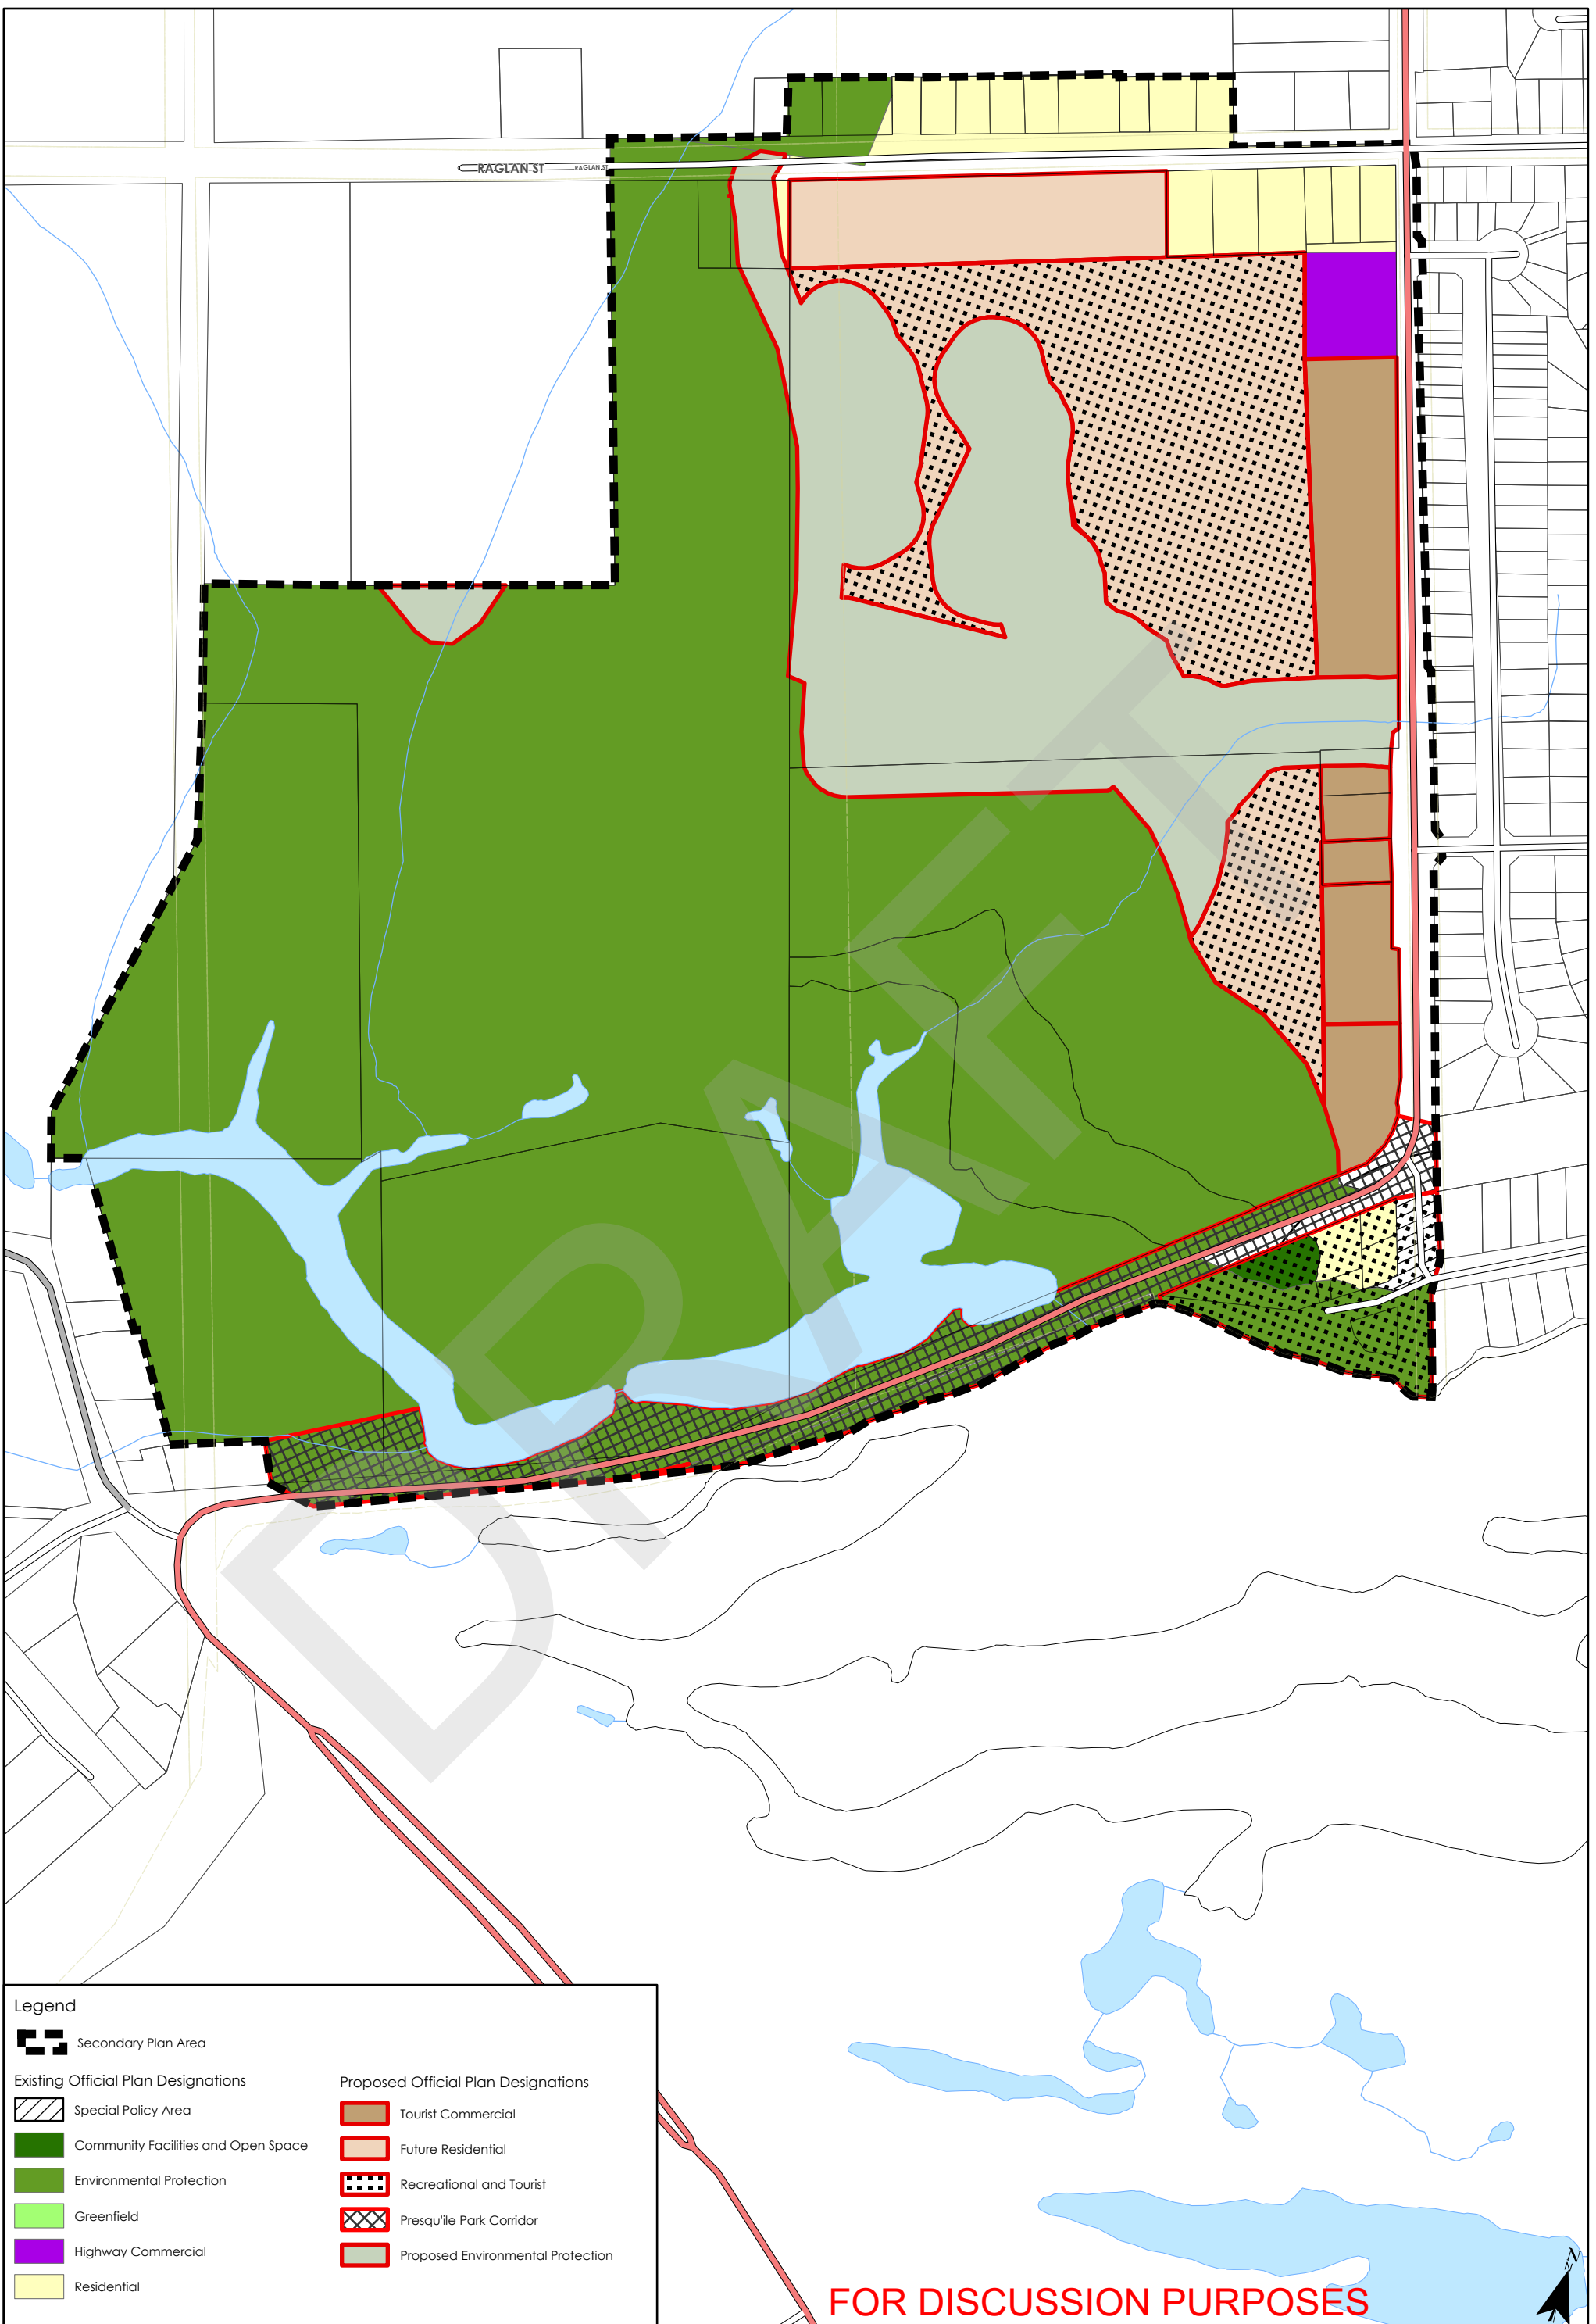 RAGLAN ST
RAGLAN ST
DRAFT
Legend
Secondary Plan Area
Existing Official Plan Designations
Special Policy Area
Community Facilities and Open Space
Environmental Protection
Greenfield
Highway Commercial
Residential
Proposed Official Plan Designations
Tourist Commercial
Future Residential
Recreational and Tourist
Presqu'ile Park Corridor
Proposed Environmental Protection
FOR DISCUSSION PURPOSES
N